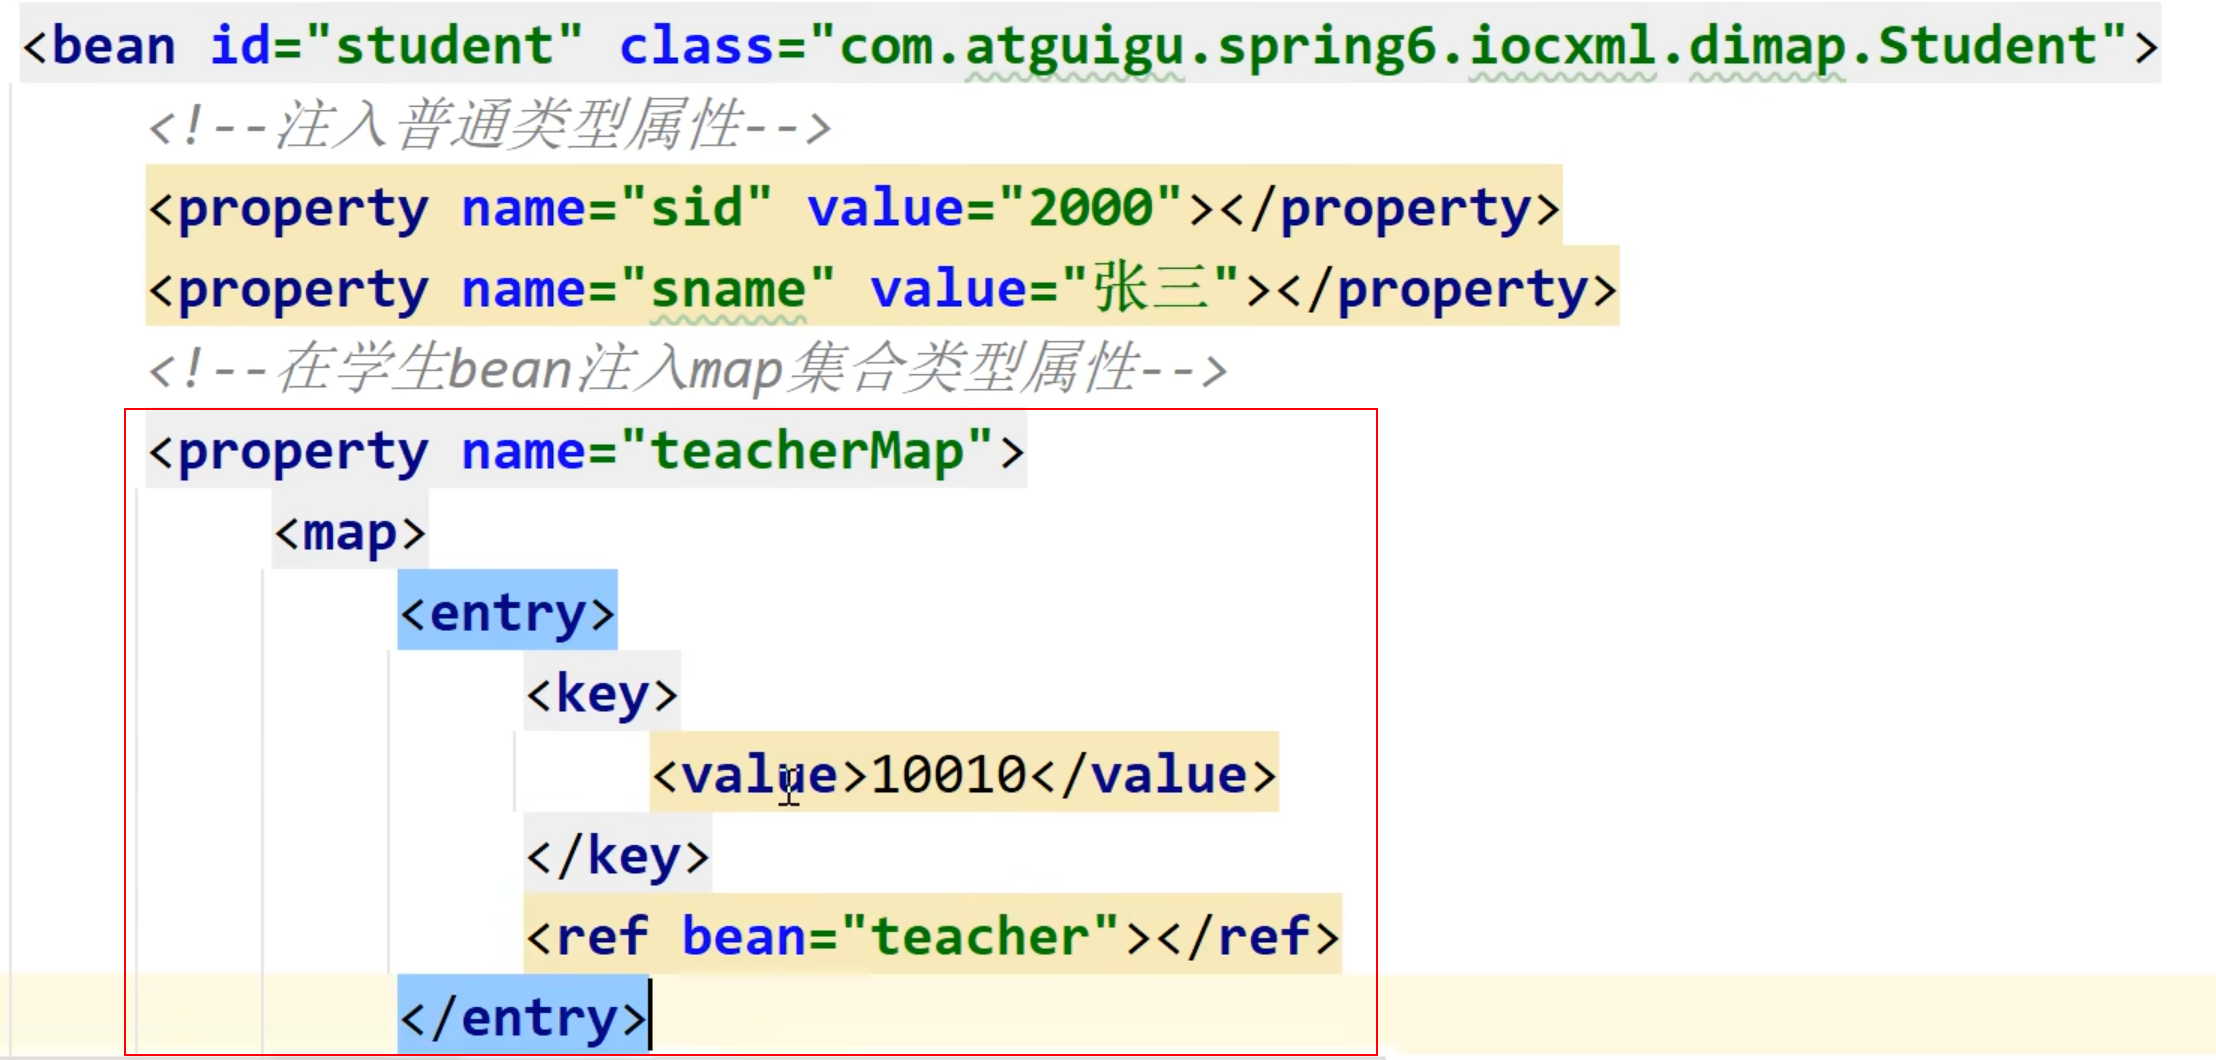 <bean id="student" class="com.atguigu.spring6.iocxml.dimap.Student">
<!--注入普通类型属性-->
<property name="sid" value="2000"></property>
<property name="sname" value="张三"></property>
<!--在学生bean注入map集合类型属性-->
<property name="teacherMap">
<map>
<entry>
<key>
<value>10010</value>
</key>
<ref bean="teacher"></ref>
</entry>